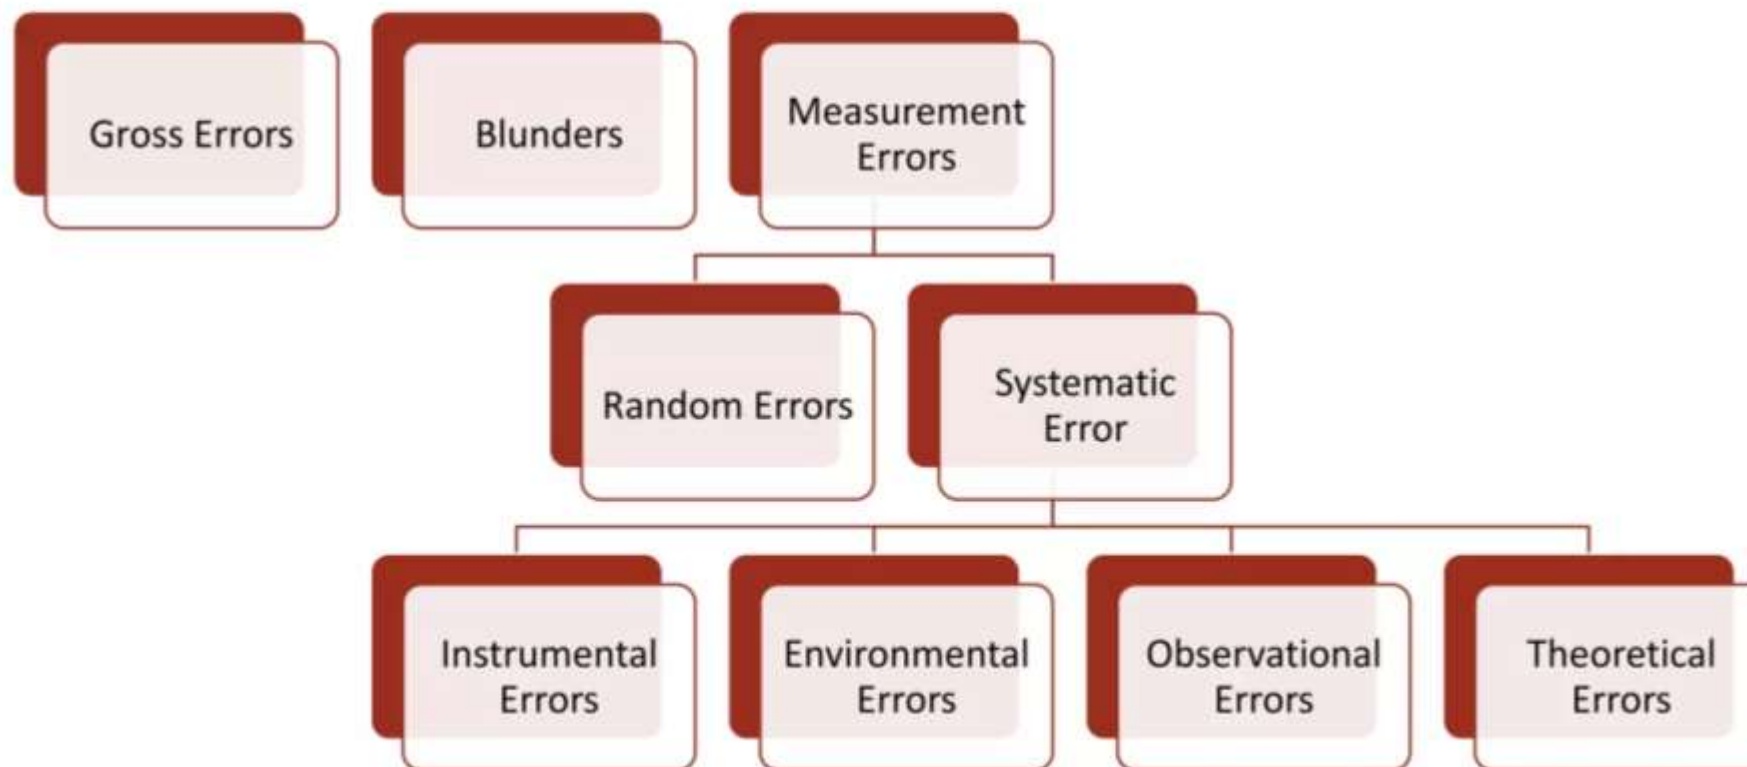 Gross Errors
Blunders
Measurement
Errors
Random Errors
Systematic
Error
Instrumental
Errors
Environmental
Errors
Observational
Errors
Theoretical
Errors